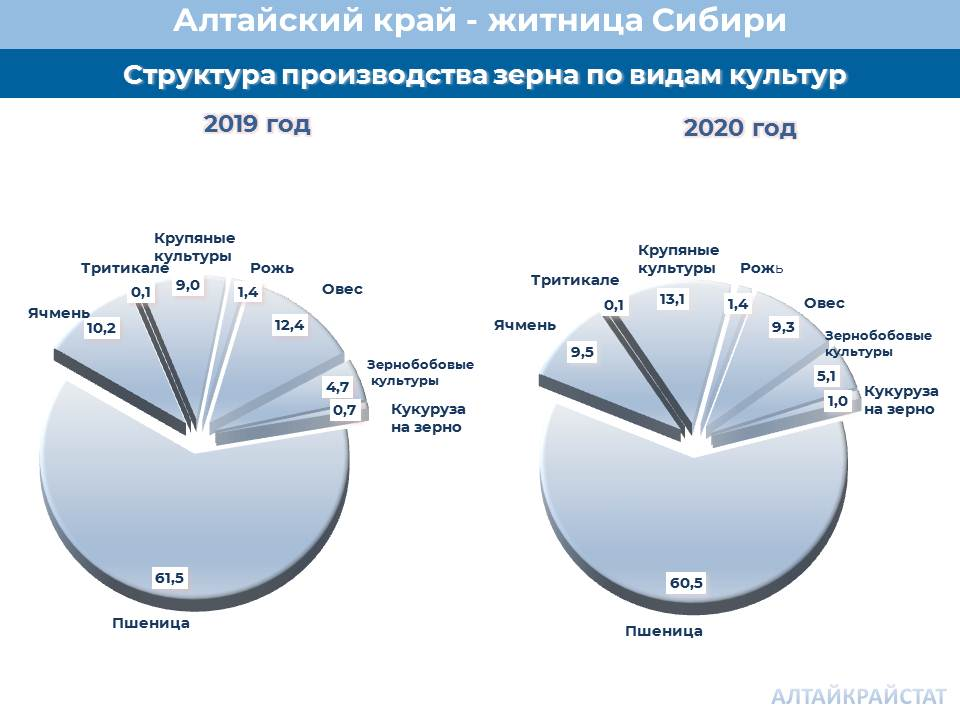 Алтайский край - житница Сибири
Структура производства зерна по видам культур
2019 год
Крупяные
культуры
Тритикале
Рожь
9,0
0,1
1,4
Овес
Ячмень
10,2
12,4
Зернобобовые
культуры
4,7
0,7
Кукуруза
на зерно
61,5
Пшеница
2020 год
Крупяные
культуры
Рожь
Тритикале
13,1
0,1
1,4
Овес
Ячмень
9,3
Зернобобовые
культуры
9,5
5,1
Кукуруза
на зерно
1,0
60,5
Пшеница
АЛТАЙКРАЙСТАТ